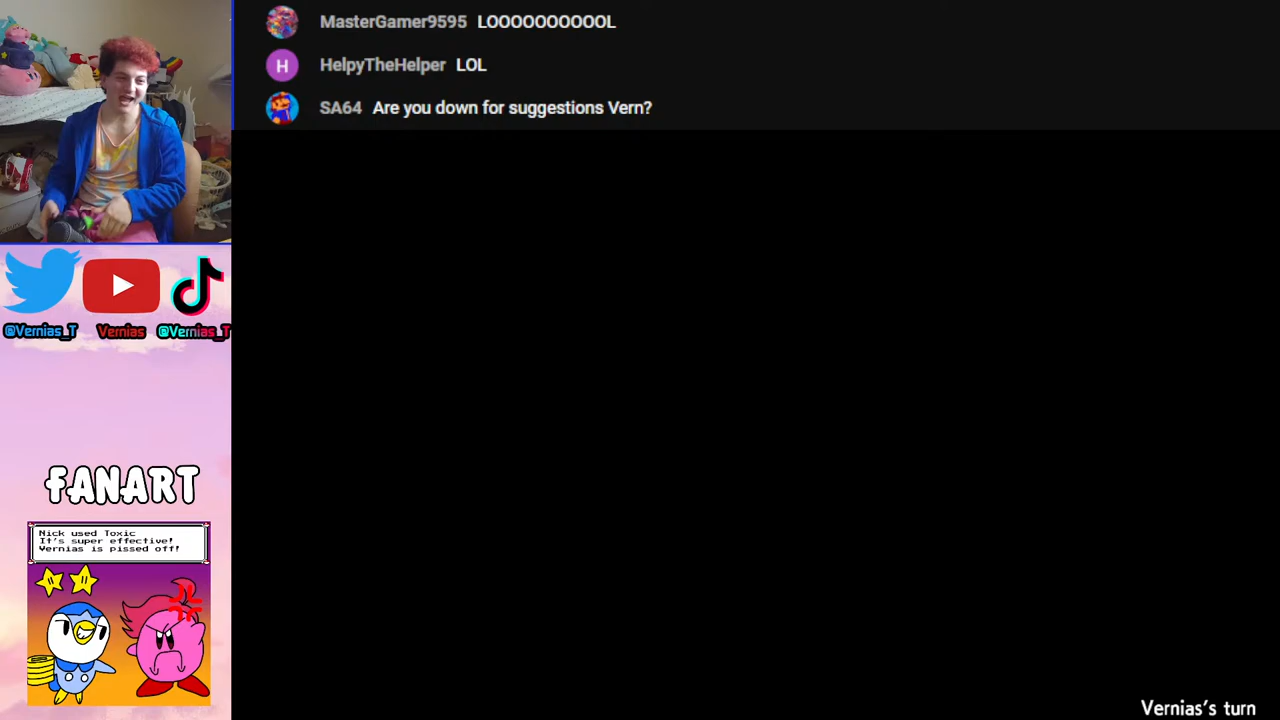 MasterGamer9595 LOOOOOOOOOOL
HelpyTheHelper LOL
H
SA64 Are you down for suggestions Vern?
@Vernias_T Vernias @Vernias_T
FANART
Nick used Toxic
It's super effective!
Vernias is pissed off!
Vernias's turn